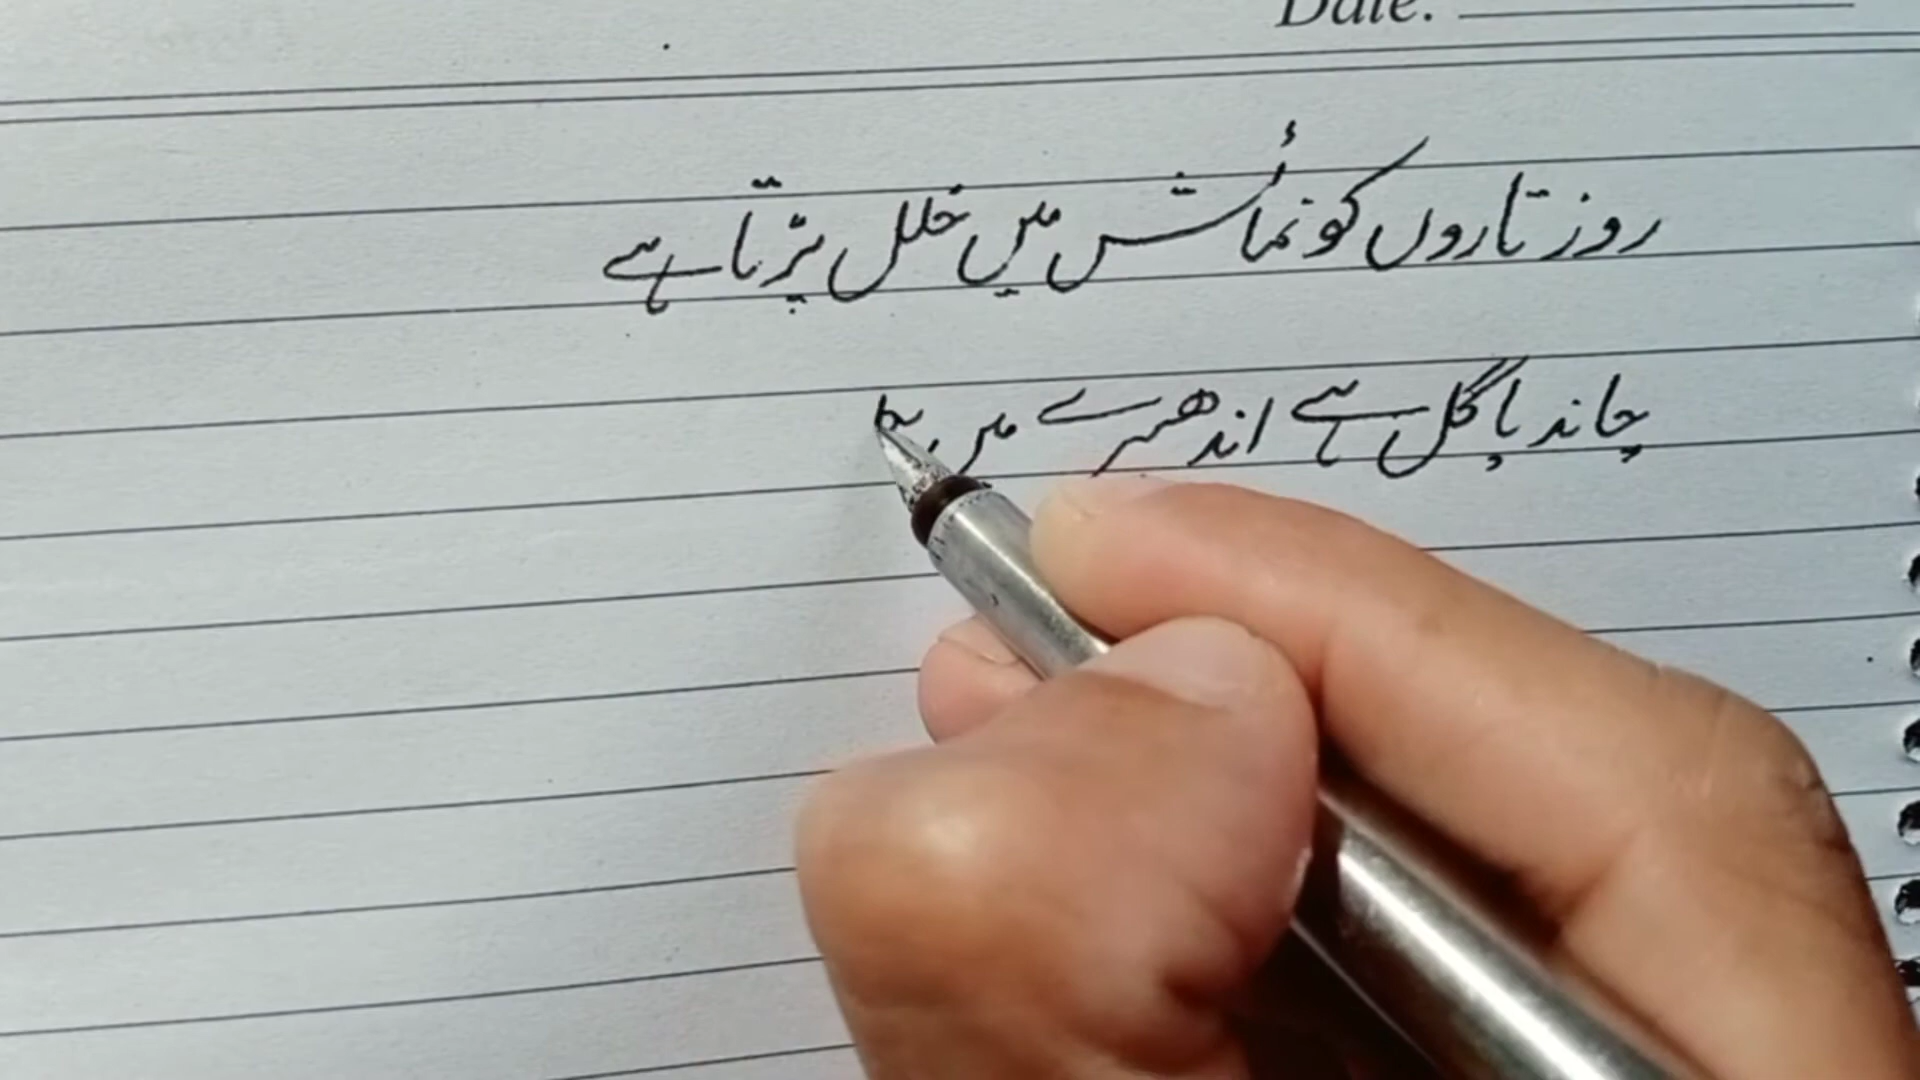 Date:
روز تاروں کو نمائش میں خلل پڑتا ہے
چاند پاگل ہے اندھیرے میں